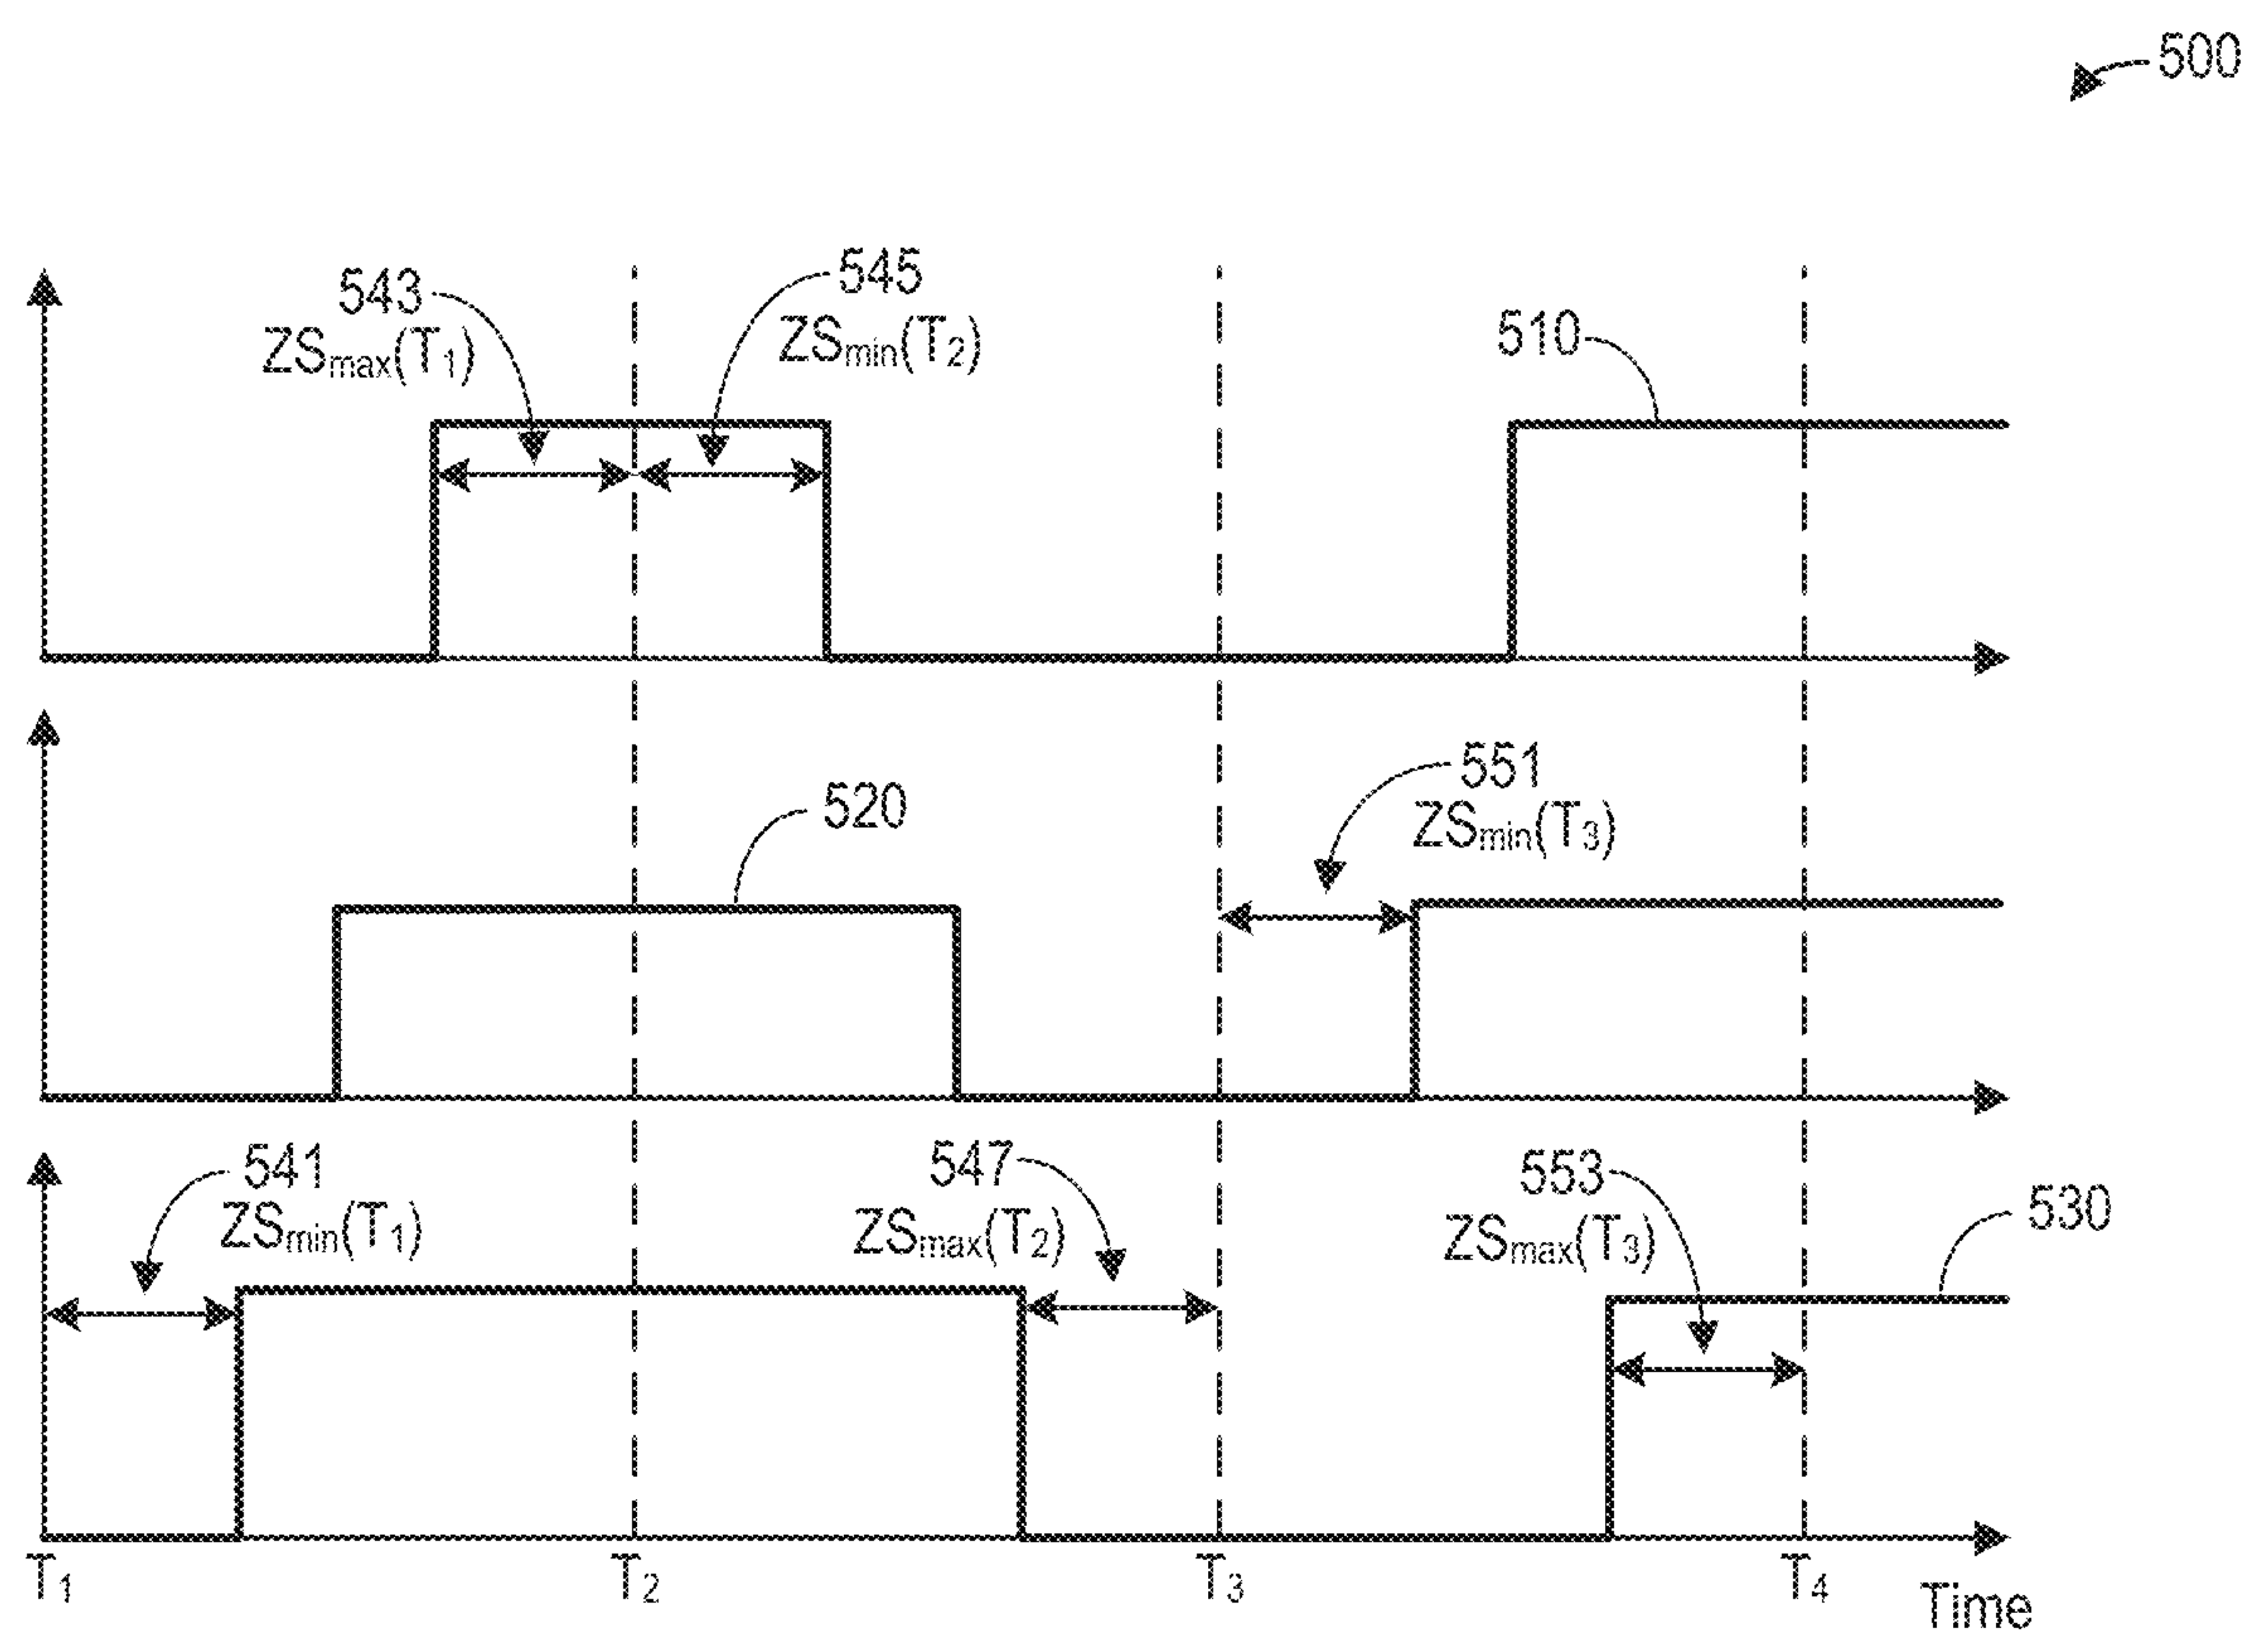 500
543
ZSmax(T1)
545
ZSmin(T2)
510
520
551
ZSmin(T3)
541
ZSmin(T1)
547
ZSmax(T2)
553
ZSmax(T3)
530
T1 T2 T3 T4 Time